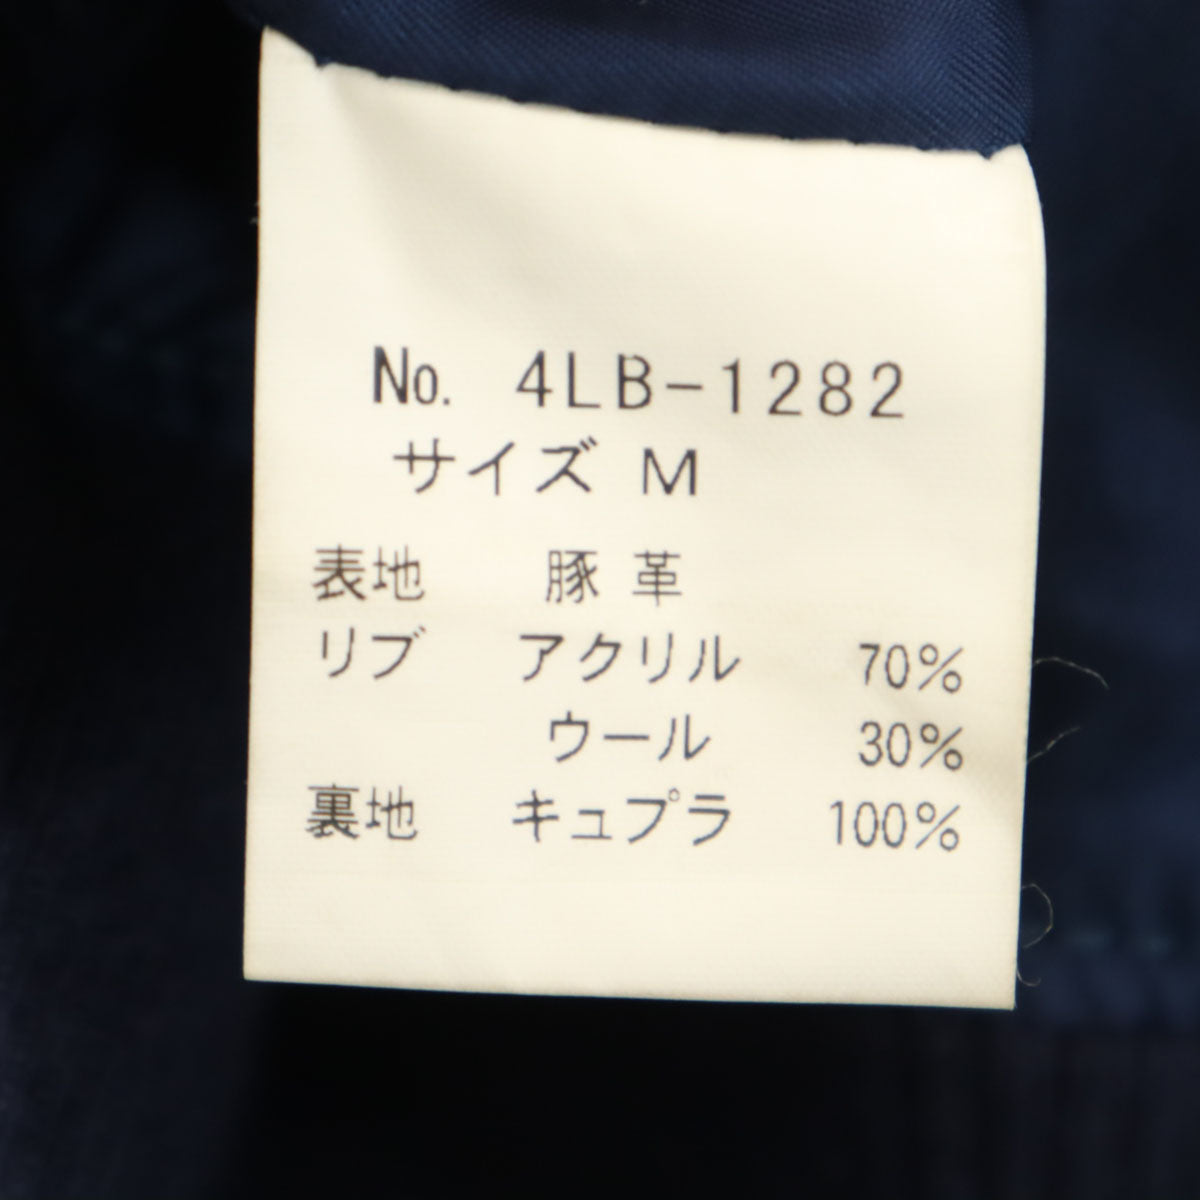 No. 4LB-1282
サイズ M
表地 豚革
リブ アクリル 70%
ウール 30%
裏地 キュプラ 100%